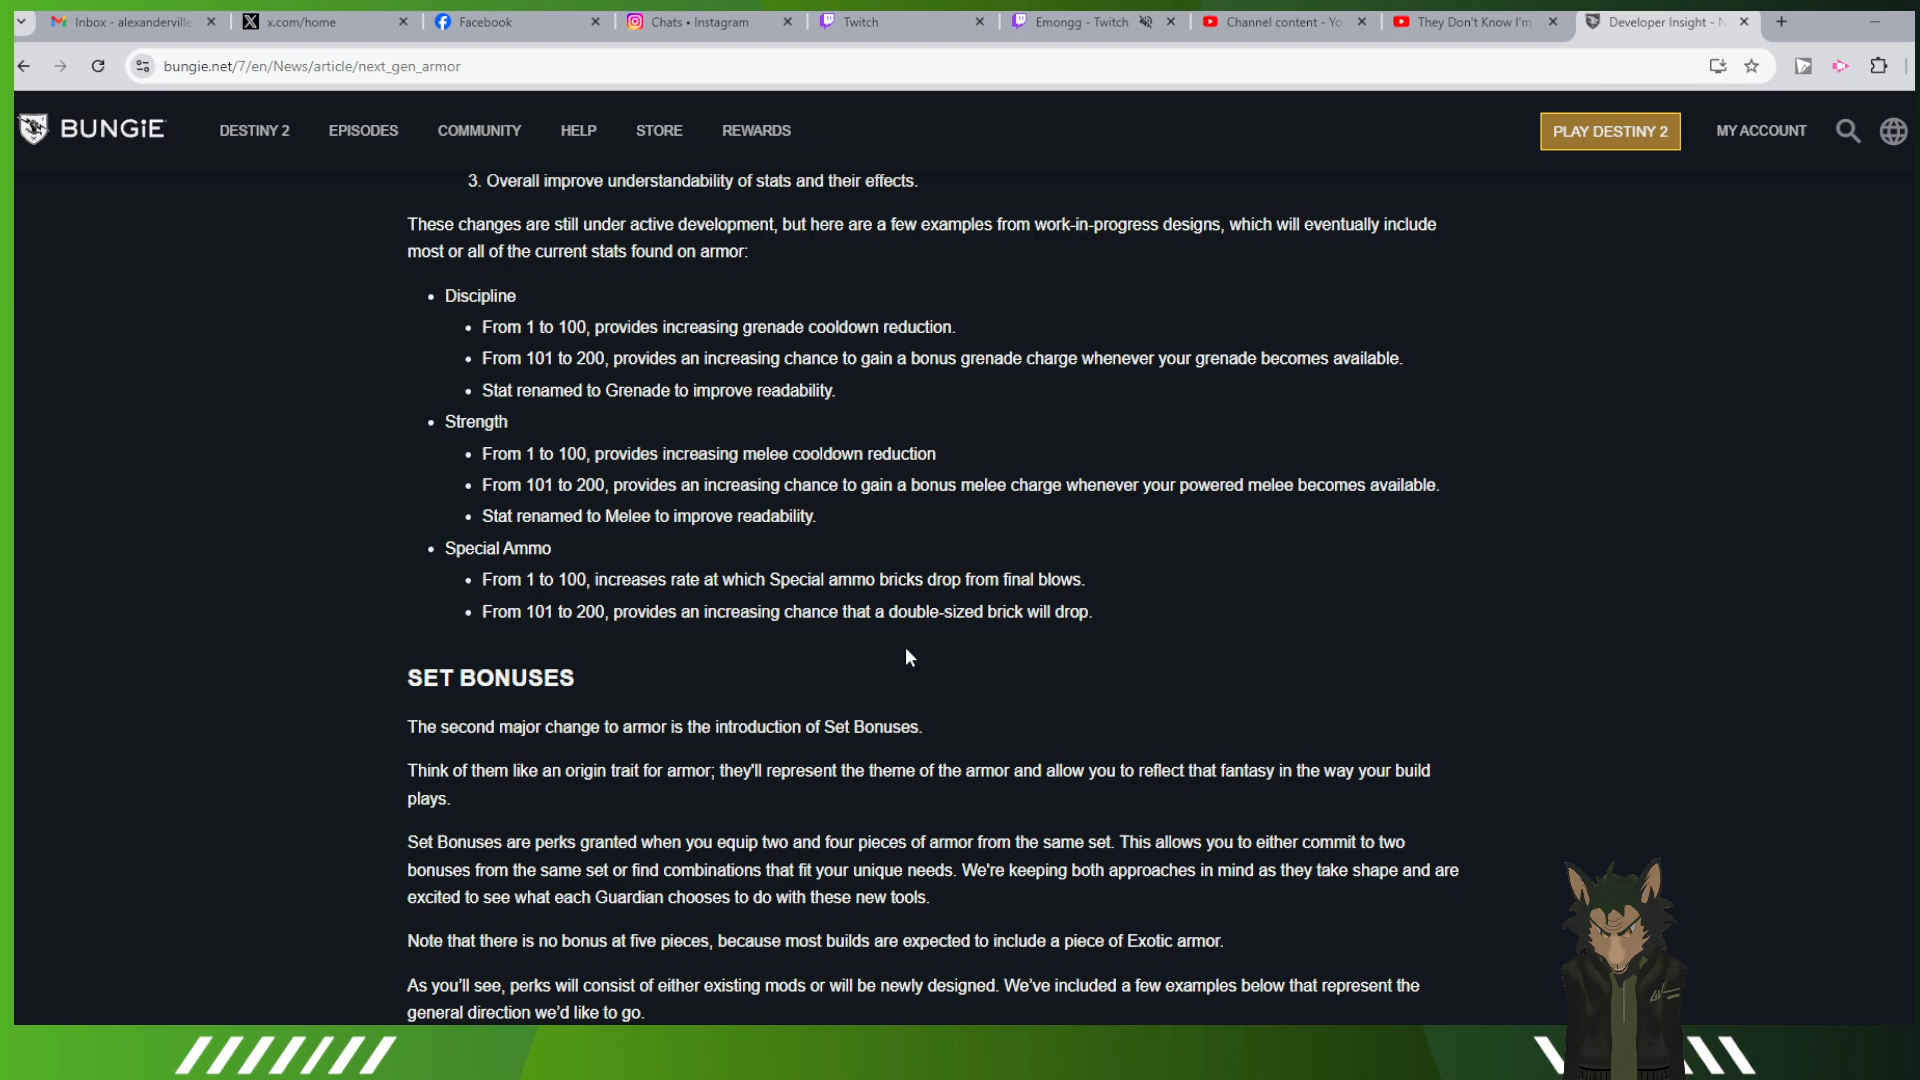 Inbox - alexanderville
x.com/home
Facebook
Chats • Instagram
Twitch
Emongg - Twitch
Channel content - Yo
They Don't Know I'm
Developer Insight - N
bungie.net/7/en/News/article/next_gen_armor
BUNGiE
DESTINY 2
EPISODES
COMMUNITY
HELP
STORE
REWARDS
PLAY DESTINY 2
MY ACCOUNT
3. Overall improve understandability of stats and their effects.
These changes are still under active development, but here are a few examples from work-in-progress designs, which will eventually include
most or all of the current stats found on armor:
• Discipline
• From 1 to 100, provides increasing grenade cooldown reduction.
• From 101 to 200, provides an increasing chance to gain a bonus grenade charge whenever your grenade becomes available.
• Stat renamed to Grenade to improve readability.
• Strength
• From 1 to 100, provides increasing melee cooldown reduction
• From 101 to 200, provides an increasing chance to gain a bonus melee charge whenever your powered melee becomes available.
• Stat renamed to Melee to improve readability.
• Special Ammo
• From 1 to 100, increases rate at which Special ammo bricks drop from final blows.
• From 101 to 200, provides an increasing chance that a double-sized brick will drop.
SET BONUSES
The second major change to armor is the introduction of Set Bonuses.
Think of them like an origin trait for armor; they'll represent the theme of the armor and allow you to reflect that fantasy in the way your build
plays.
Set Bonuses are perks granted when you equip two and four pieces of armor from the same set. This allows you to either commit to two
bonuses from the same set or find combinations that fit your unique needs. We're keeping both approaches in mind as they take shape and are
excited to see what each Guardian chooses to do with these new tools.
Note that there is no bonus at five pieces, because most builds are expected to include a piece of Exotic armor.
As you'll see, perks will consist of either existing mods or will be newly designed. We've included a few examples below that represent the
general direction we'd like to go.